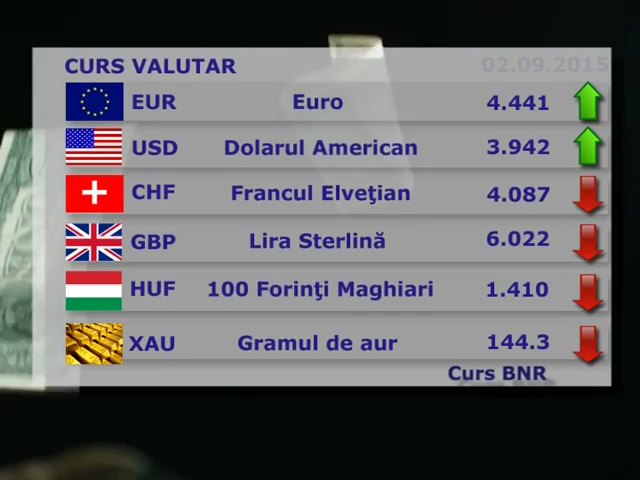 CURS VALUTAR 02.09.2015
EUR Euro 4.441
USD Dolarul American 3.942
CHF Francul Elveţian 4.087
GBP Lira Sterlină 6.022
HUF 100 Forinţi Maghiari 1.410
XAU Gramul de aur 144.3
Curs BNR